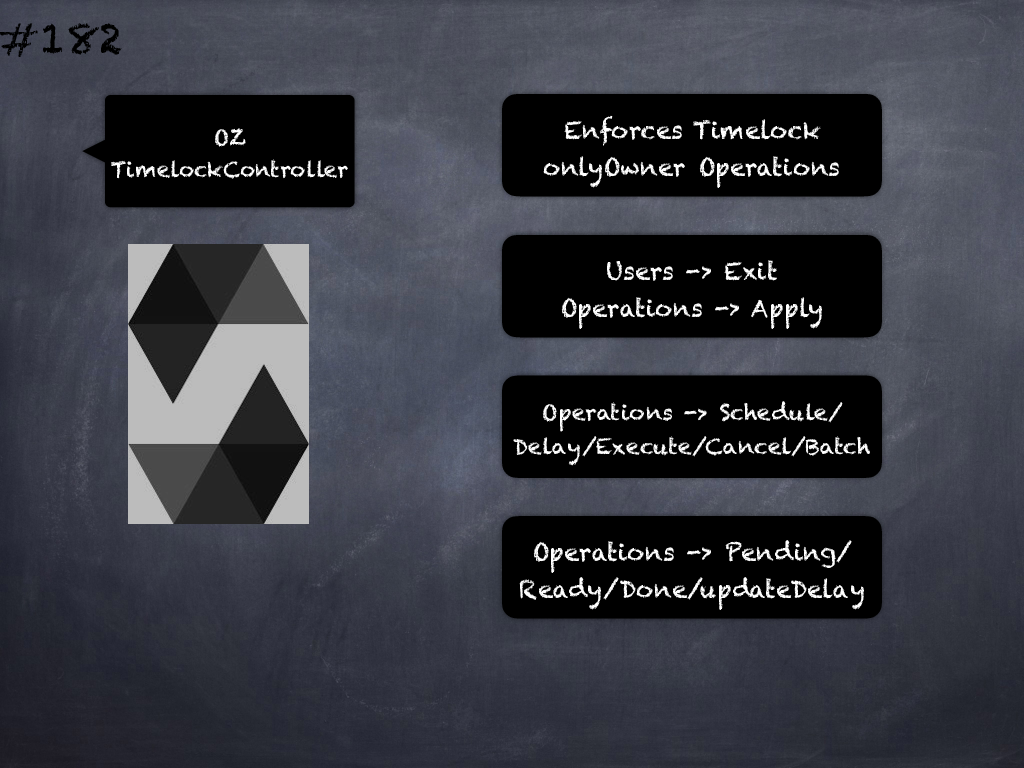 #182
OZ
TimelockController
Enforces Timelock
onlyOwner Operations
Users -> Exit
Operations -> Apply
Operations -> Schedule/
Delay/Execute/Cancel/Batch
Operations -> Pending/
Ready/Done/updateDelay